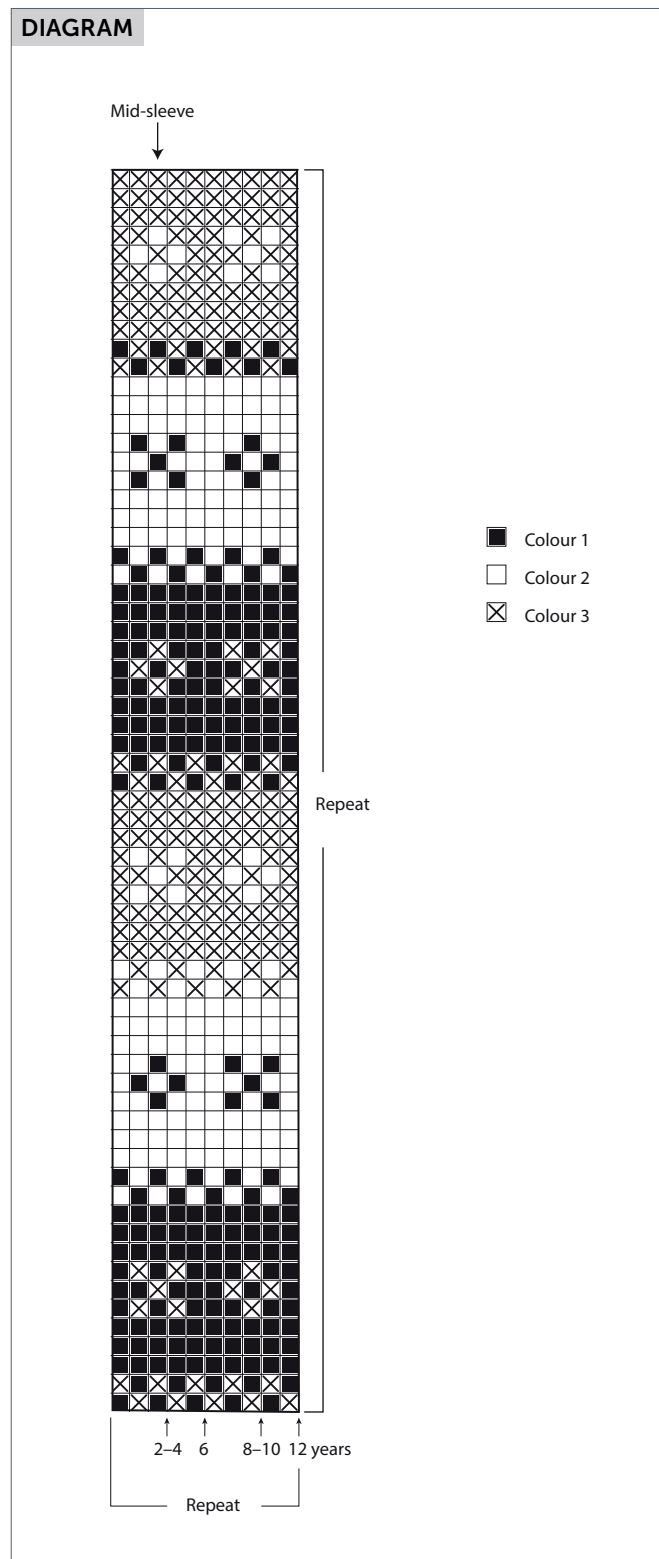 DIAGRAM
Mid-sleeve
Colour 1
Colour 2
Colour 3
Repeat
2–4 6 8–10 12 years
Repeat